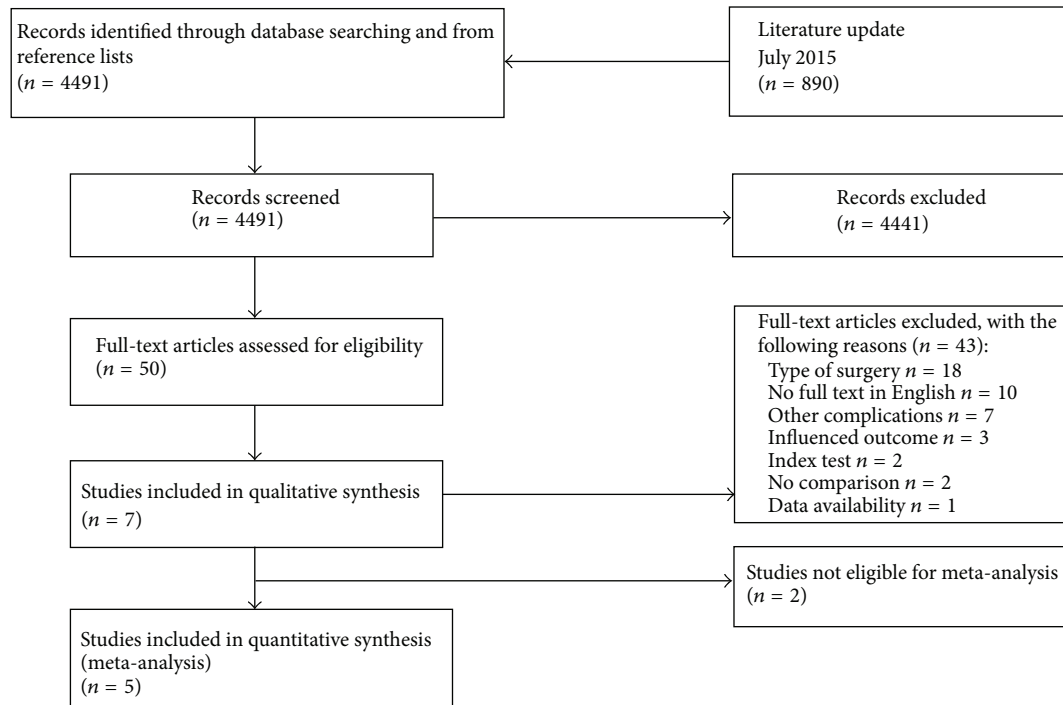 Records identified through database searching and from
reference lists
(n = 4491)
Literature update
July 2015
(n = 890)
Records screened
(n = 4491)
Records excluded
(n = 4441)
Full-text articles assessed for eligibility
(n = 50)
Full-text articles excluded, with the
following reasons (n = 43):
Type of surgery n = 18
No full text in English n = 10
Other complications n = 7
Influenced outcome n = 3
Index test n = 2
No comparison n = 2
Data availability n = 1
Studies included in qualitative synthesis
(n = 7)
Studies not eligible for meta-analysis
(n = 2)
Studies included in quantitative synthesis
(meta-analysis)
(n = 5)